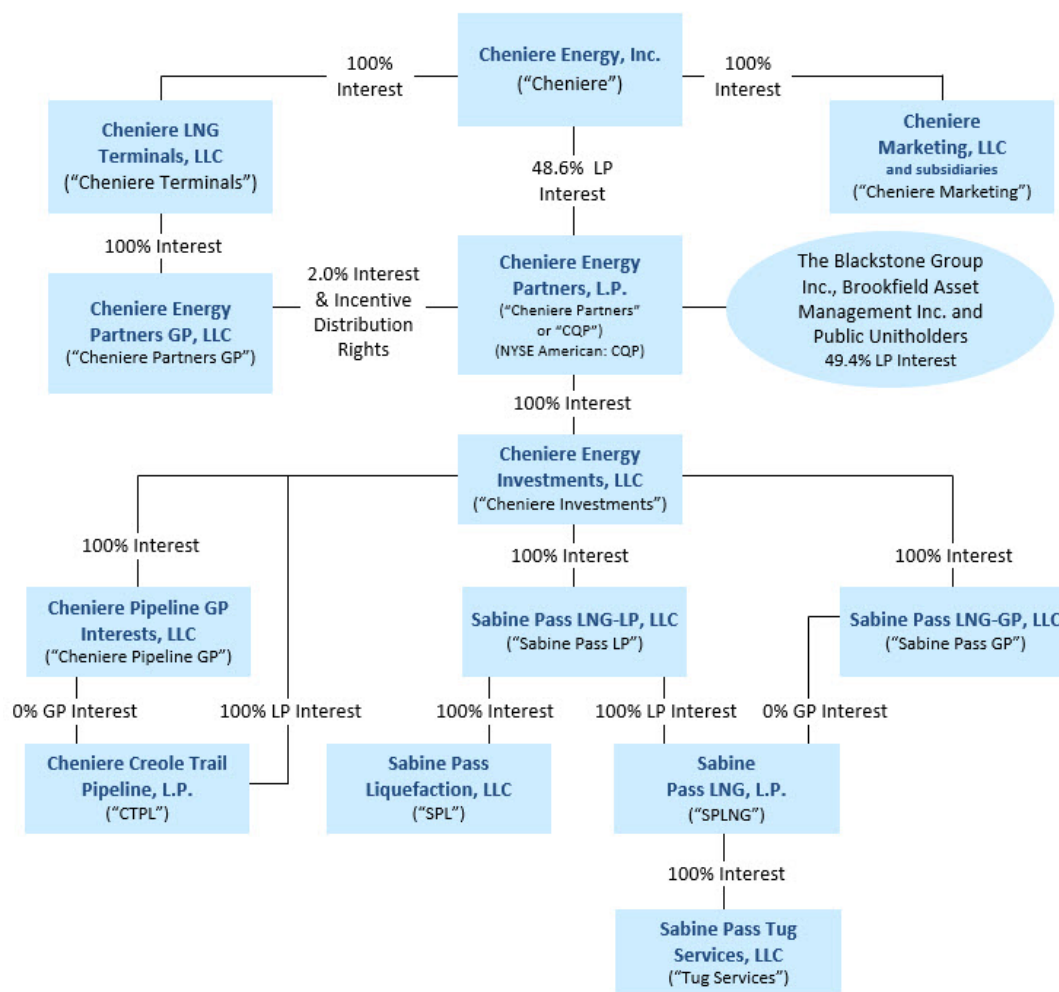 Cheniere Energy, Inc.
(“Cheniere”)
100%
Interest
100%
Interest
Cheniere LNG
Terminals, LLC
(“Cheniere Terminals”)
48.6% LP
Interest
Cheniere
Marketing, LLC
and subsidiaries
(“Cheniere Marketing”)
100% Interest
Cheniere Energy
Partners GP, LLC
(“Cheniere Partners GP”)
2.0% Interest
& Incentive
Distribution
Rights
Cheniere Energy
Partners, L.P.
(“Cheniere Partners”
or “CQP”)
(NYSE American: CQP)
The Blackstone Group
Inc., Brookfield Asset
Management Inc. and
Public Unitholders
49.4% LP Interest
100% Interest
Cheniere Energy
Investments, LLC
(“Cheniere Investments”)
100% Interest
100% Interest
100% Interest
Cheniere Pipeline GP
Interests, LLC
(“Cheniere Pipeline GP”)
Sabine Pass LNG-LP, LLC
(“Sabine Pass LP”)
Sabine Pass LNG-GP, LLC
(“Sabine Pass GP”)
0% GP Interest
100% LP Interest
100% Interest
100% LP Interest
0% GP Interest
Cheniere Creole Trail
Pipeline, L.P.
(“CTPL”)
Sabine Pass
Liquefaction, LLC
(“SPL”)
Sabine
Pass LNG, L.P.
(“SPLNG”)
100% Interest
Sabine Pass Tug
Services, LLC
(“Tug Services”)